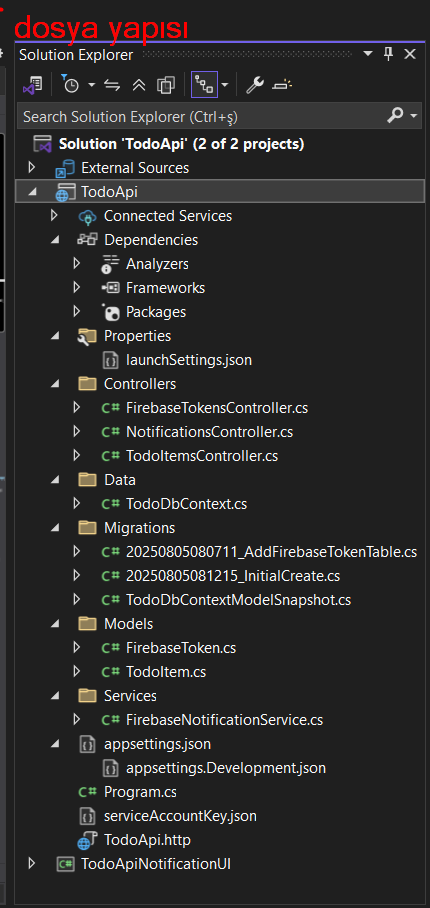 dosya yapısı
Solution Explorer
Search Solution Explorer (Ctrl+ş)
Solution 'TodoApi' (2 of 2 projects)
External Sources
TodoApi
Connected Services
Dependencies
Analyzers
Frameworks
Packages
Properties
launchSettings.json
Controllers
C# FirebaseTokensController.cs
C# NotificationsController.cs
C# TodoItemsController.cs
Data
C# TodoDbContext.cs
Migrations
C# 20250805080711_AddFirebaseTokenTable.cs
C# 20250805081215_InitialCreate.cs
C# TodoDbContextModelSnapshot.cs
Models
C# FirebaseToken.cs
C# TodoItem.cs
Services
C# FirebaseNotificationService.cs
appsettings.json
appsettings.Development.json
C# Program.cs
serviceAccountKey.json
TodoApi.http
C# TodoApiNotificationUI